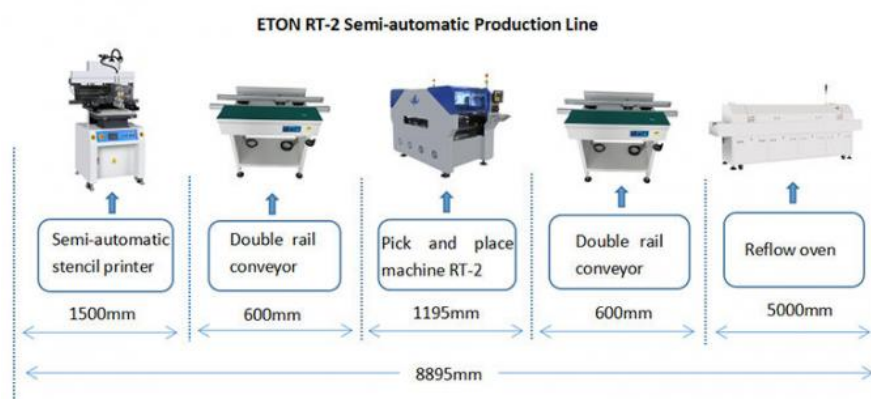 ETON RT-2 Semi-automatic Production Line
Semi-automatic
stencil printer
Double rail
conveyor
Pick and place
machine RT-2
Double rail
conveyor
Reflow oven
1500mm
600mm
1195mm
600mm
5000mm
8895mm